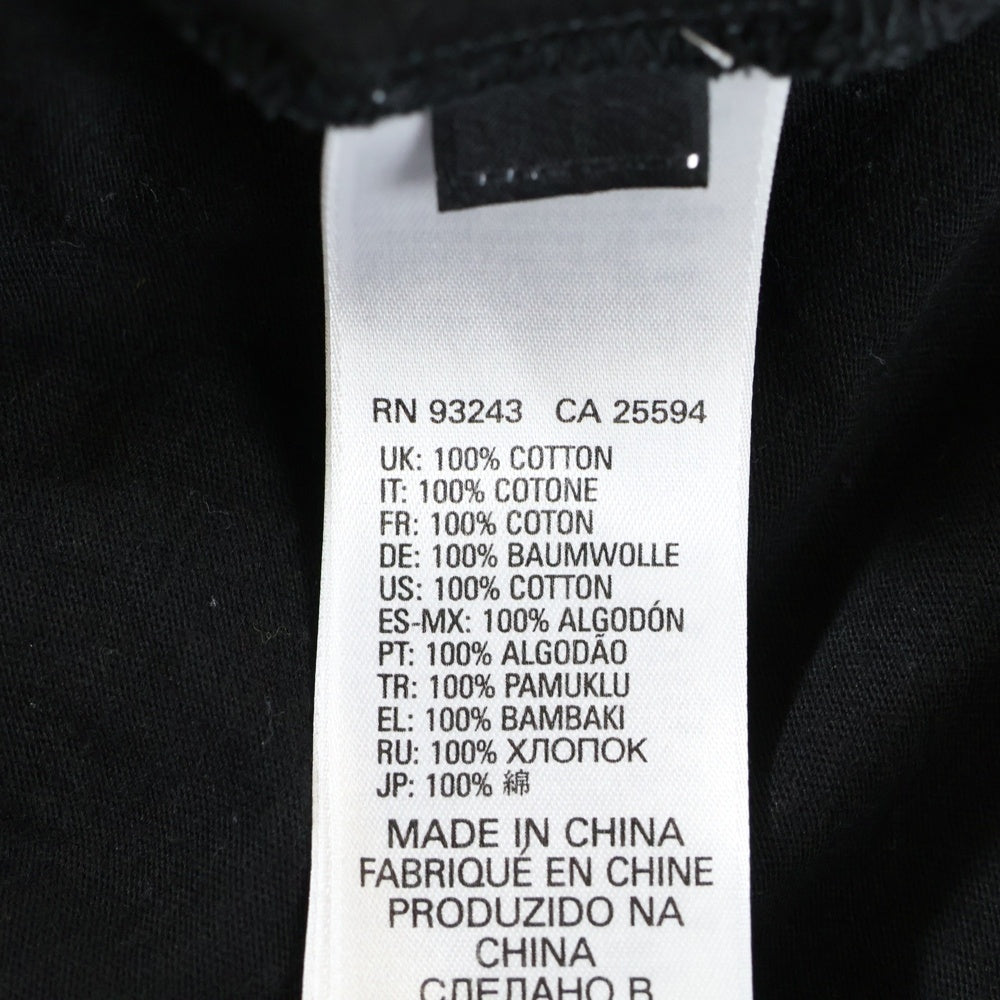 RN 93243 CA 25594
UK: 100% COTTON
IT: 100% COTONE
FR: 100% COTON
DE: 100% BAUMWOLLE
US: 100% COTTON
ES-MX: 100% ALGODÓN
PT: 100% ALGODÃO
TR: 100% PAMUKLU
EL: 100% BAMBAKI
RU: 100% ХЛОПОК
JP: 100% 綿
MADE IN CHINA
FABRIQUÉ EN CHINE
PRODUZIDO NA
CHINA
СДЕЛАНО В